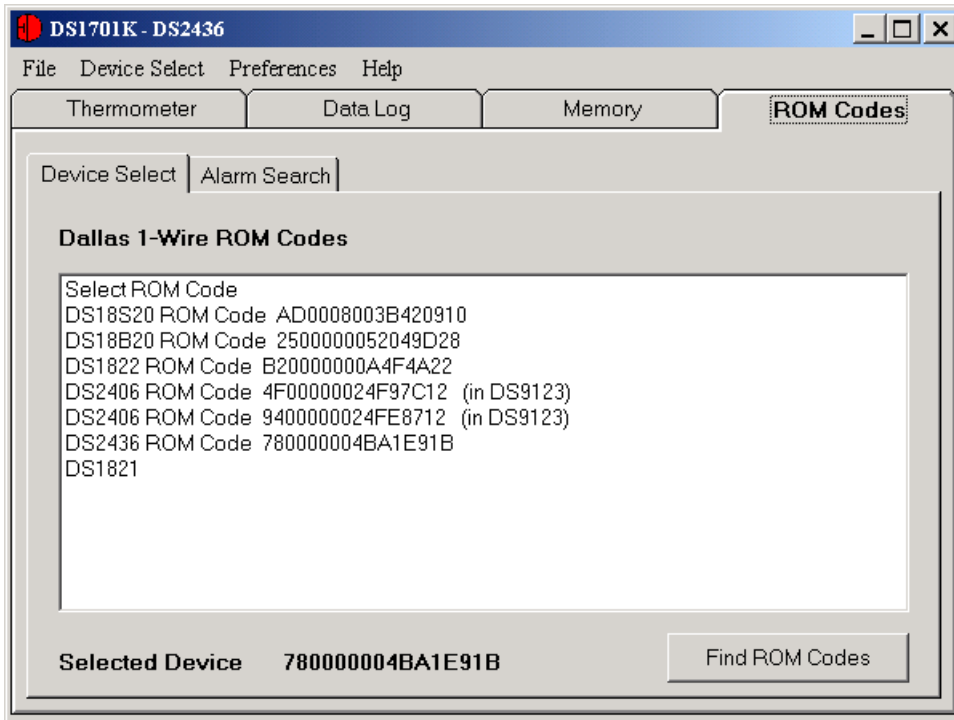 DS1701K - DS2436
File Device Select Preferences Help
Thermometer Data Log Memory ROM Codes
Device Select Alarm Search
Dallas 1-Wire ROM Codes
Select ROM Code
DS18S20 ROM Code AD0008003B420910
DS18B20 ROM Code 2500000052049D28
DS1822 ROM Code B20000000A4F4A22
DS2406 ROM Code 4F00000024F97C12 (in DS9123)
DS2406 ROM Code 9400000024FE8712 (in DS9123)
DS2436 ROM Code 780000004BA1E91B
DS1821
Selected Device 780000004BA1E91B Find ROM Codes